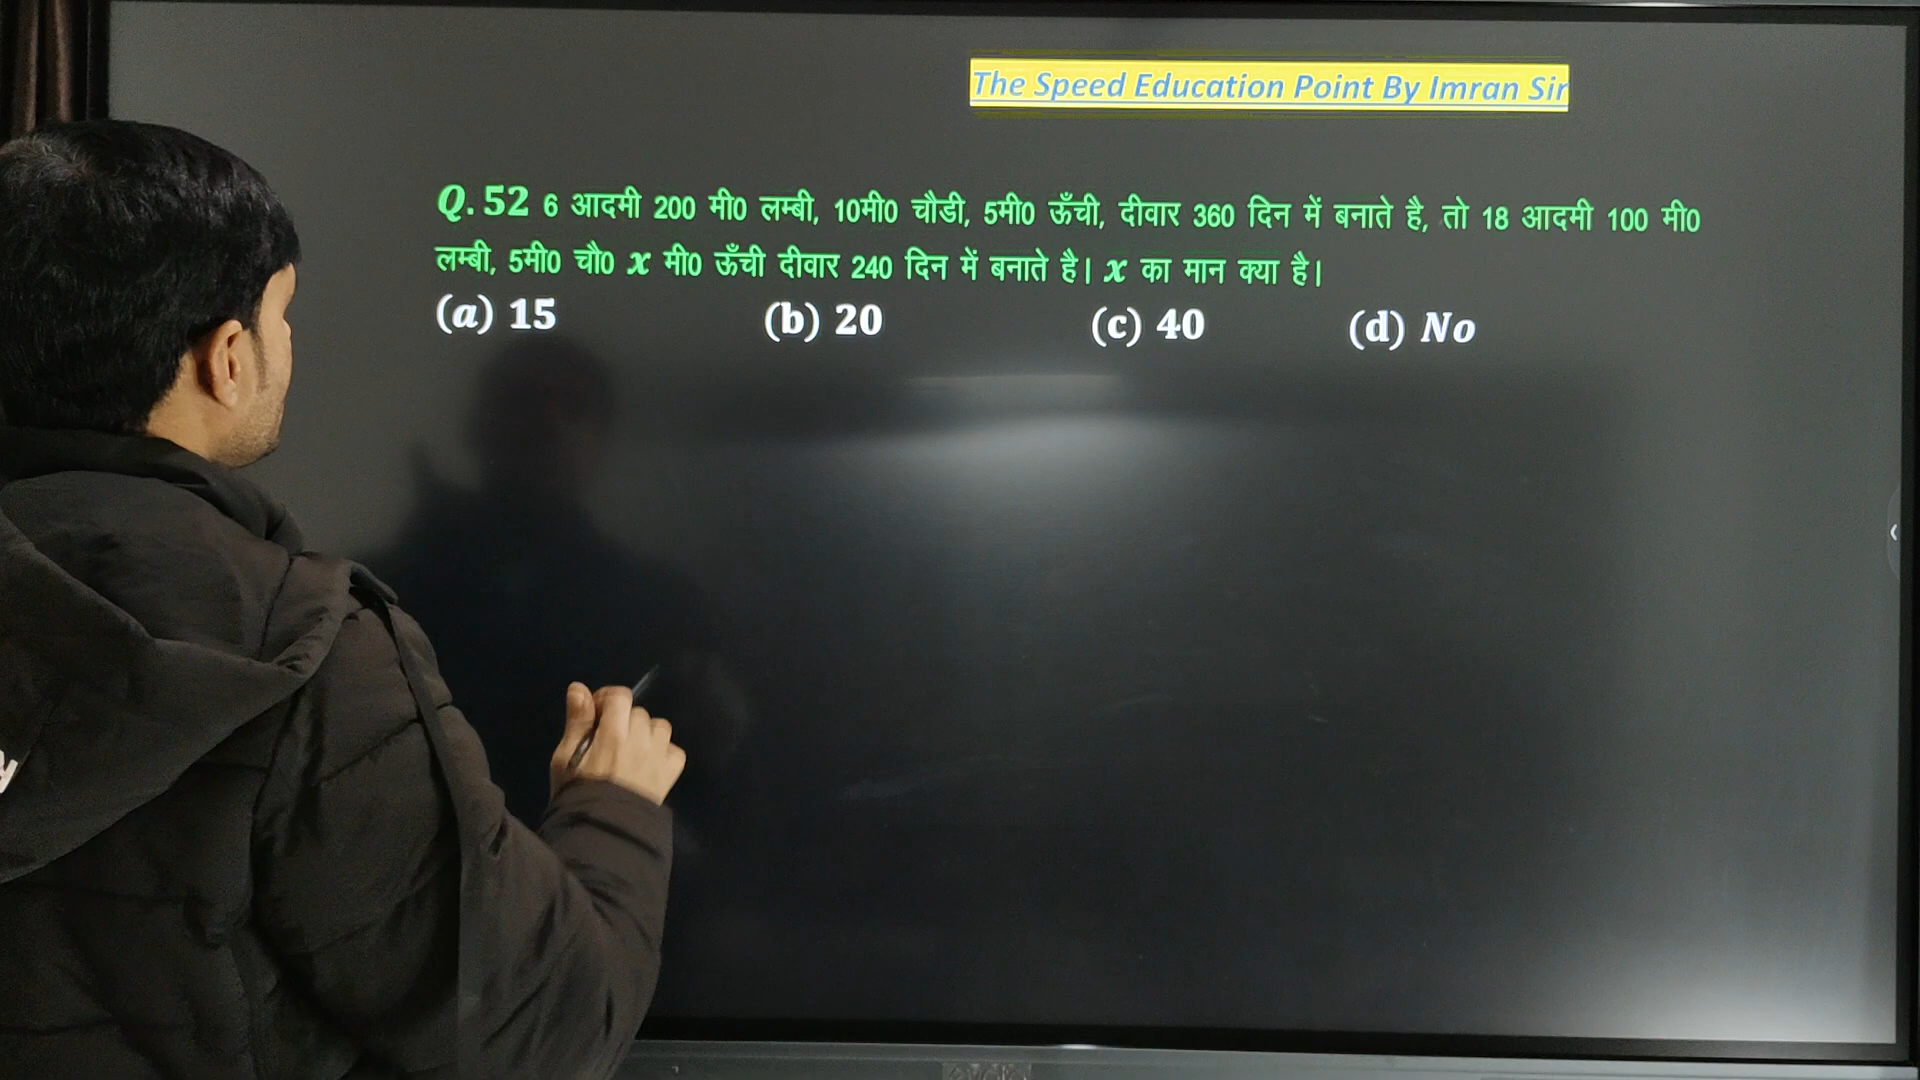 The Speed Education Point By Imran Sir
Q. 52 6 आदमी 200 मी0 लम्बी, 10मी0 चौडी, 5मी0 ऊँची, दीवार 360 दिन में बनाते है, तो 18 आदमी 100 मी0
लम्बी, 5मी0 चौ0 x मी0 ऊँची दीवार 240 दिन में बनाते है। x का मान क्या है।
(a) 15 (b) 20 (c) 40 (d) No